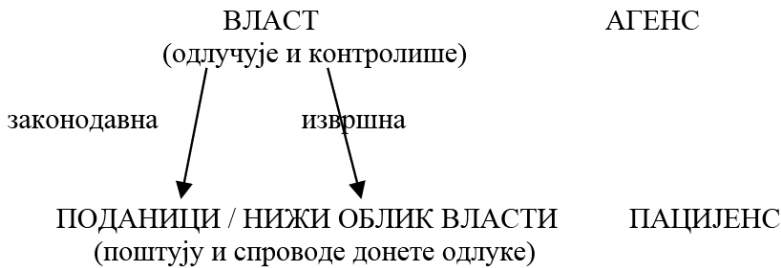 ВЛАСТ АГЕНС
(одлучује и контролише)
законодавна извршна
ПОДАНИЦИ / НИЖИ ОБЛИК ВЛАСТИ ПАЦИЈЕНС
(поштују и спроводе донете одлуке)